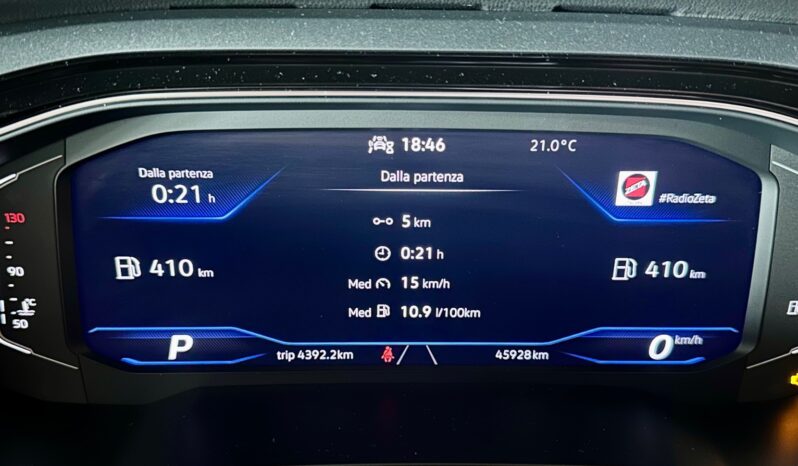 18:46
21.0°C
Dalla partenza
0:21 h
Dalla partenza
ZETA
#RadioZeta
5 km
0:21 h
Med 15 km/h
Med 10.9 l/100km
410 km
410 km
130
90
50
°C
P
trip 4392.2km
45928km
0 km/h